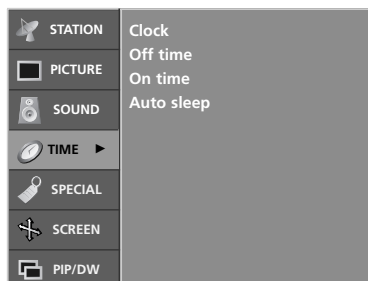 STATION
PICTURE
SOUND
TIME ►
SPECIAL
SCREEN
PIP/DW
Clock
Off time
On time
Auto sleep